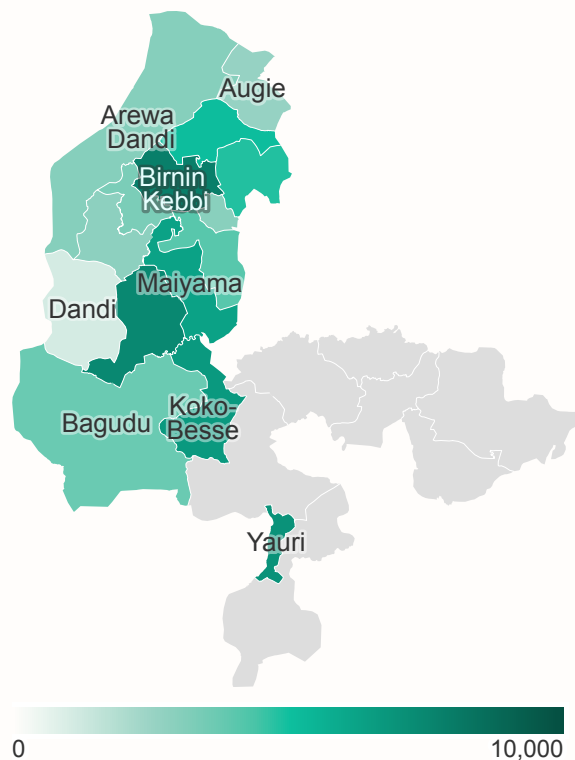 Augie
Arewa
Dandi
Birnin
Kebbi
Maiyama
Dandi
Koko-
Besse
Bagudu
Yauri
0
10,000